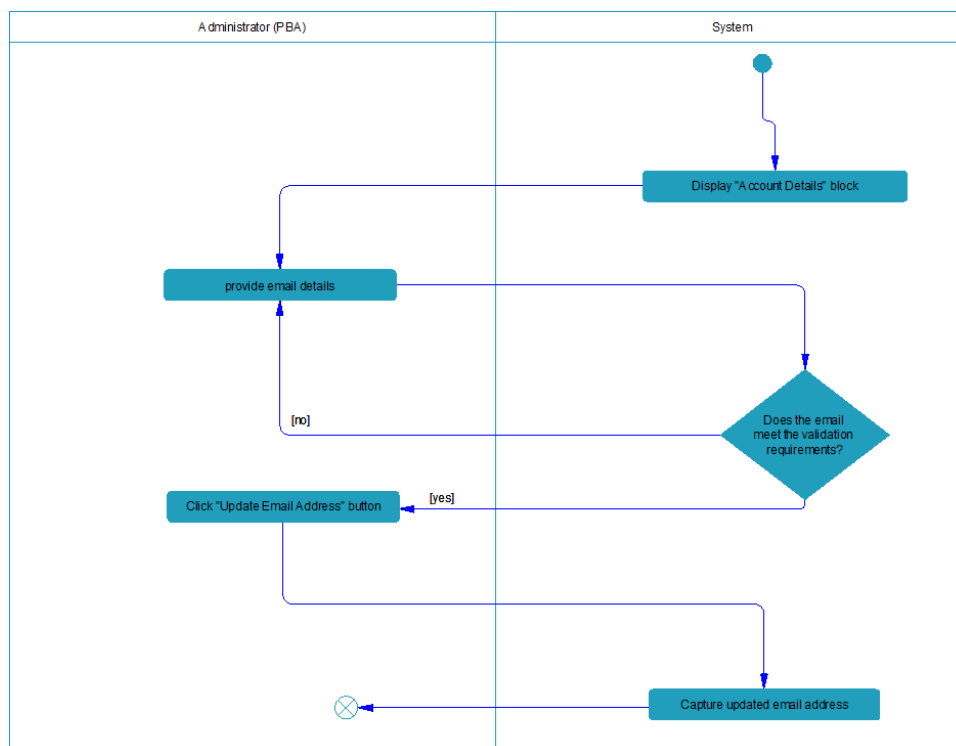 Administrator (PBA)
System
Display "Account Details" block
provide email details
Does the email
meet the validation
requirements?
[no]
Click "Update Email Address" button
[yes]
Capture updated email address